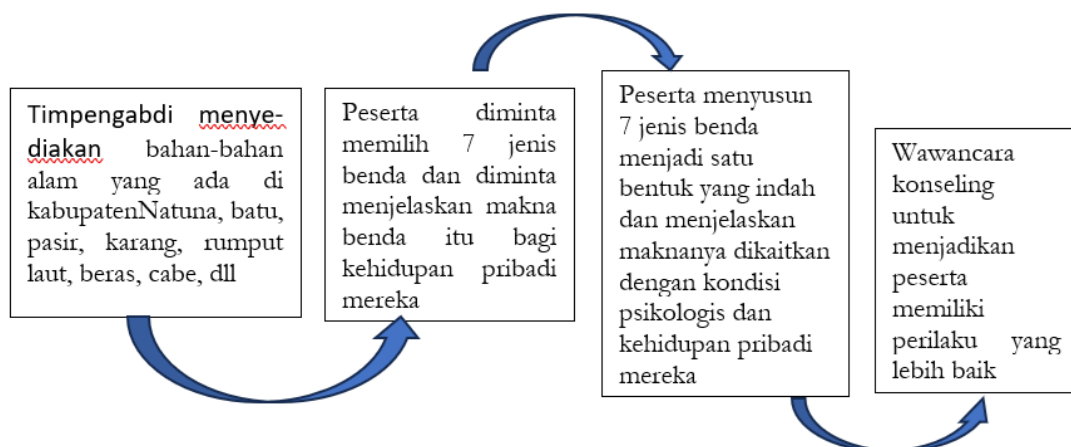 Timpengabdi menye-
diakan bahan-bahan
alam yang ada di
kabupatenNatuna, batu,
pasir, karang, rumput
laut, beras, cabe, dll
Peserta diminta
memilih 7 jenis
benda dan diminta
menjelaskan makna
benda itu bagi
kehidupan pribadi
mereka
Peserta menyusun
7 jenis benda
menjadi satu
bentuk yang indah
dan menjelaskan
maknanya dikaitkan
dengan kondisi
psikologis dan
kehidupan pribadi
mereka
Wawancara
konseling
untuk
menjadikan
peserta
memiliki
perilaku yang
lebih baik